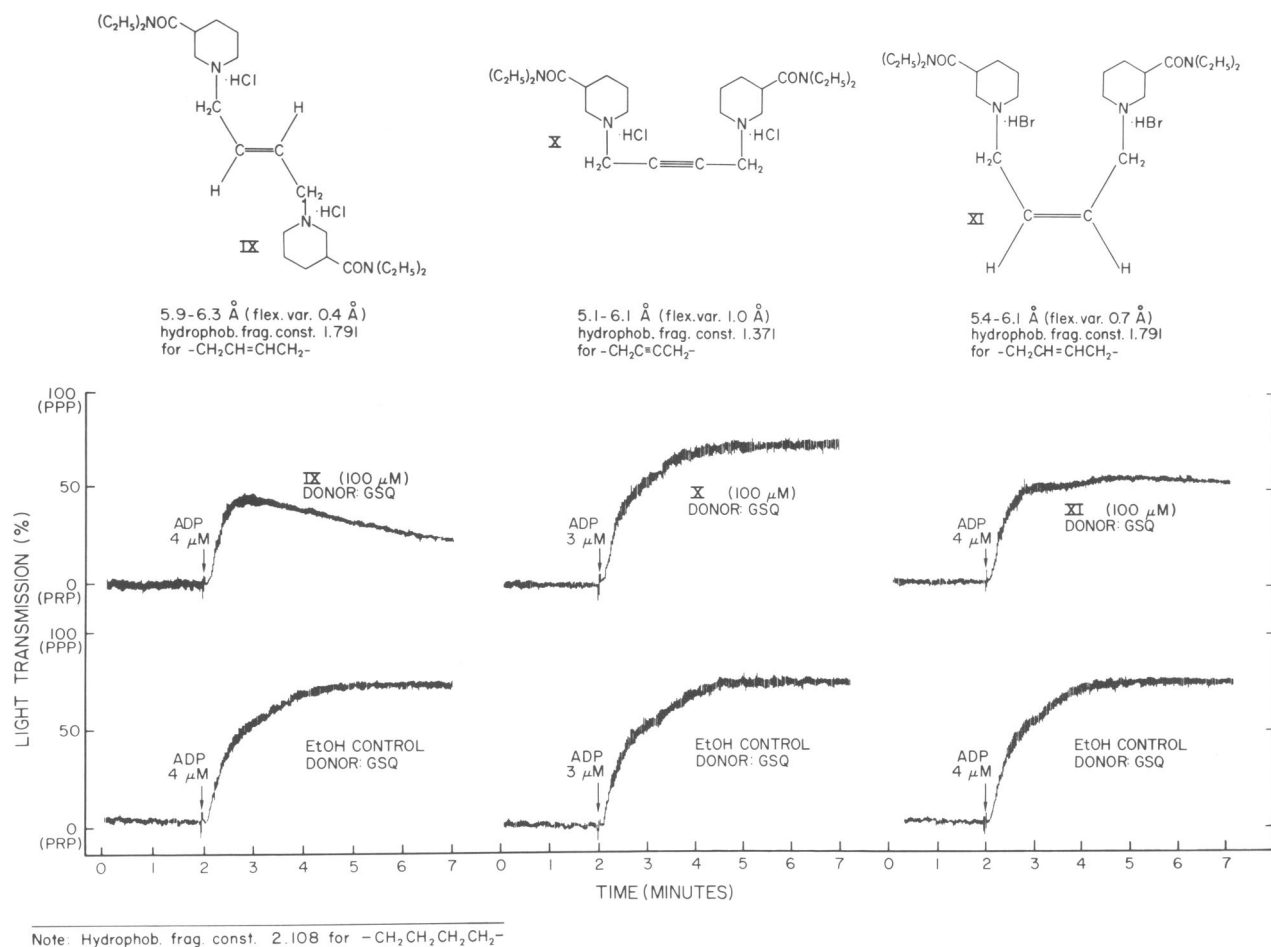 (C₂H₅)₂NOC
N
·HCl
H₂C
H
C=C
H
CH₂
·HCl
N
IX
CON(C₂H₅)₂
5.9-6.3 Å (flex. var. 0.4 Å)
hydrophob. frag. const. 1.791
for -CH₂CH=CHCH₂-
(C₂H₅)₂NOC
CON(C₂H₅)₂
N
·HCl
N
·HCl
X
H₂C-C≡C-CH₂
5.1-6.1 Å (flex.var. 1.0 Å)
hydrophob. frag. const. 1.371
for -CH₂C≡CCH₂-
(C₂H₅)₂NOC
CON(C₂H₅)₂
N
·HBr
N
·HBr
H₂C
CH₂
XI
C=C
H
H
5.4-6.1 Å (flex. var. 0.7 Å)
hydrophob. frag. const. 1.791
for -CH₂CH=CHCH₂-
LIGHT TRANSMISSION (%)
100
(PPP)
50
0
(PRP)
ADP
4 µM
IX (100 µM)
DONOR: GSQ
ADP
3 µM
X (100 µM)
DONOR: GSQ
ADP
4 µM
XI (100 µM)
DONOR: GSQ
100
(PPP)
50
0
(PRP)
ADP
4 µM
EtOH CONTROL
DONOR: GSQ
ADP
3 µM
EtOH CONTROL
DONOR: GSQ
ADP
4 µM
EtOH CONTROL
DONOR: GSQ
0 1 2 3 4 5 6 7
0 1 2 3 4 5 6 7
0 1 2 3 4 5 6 7
TIME (MINUTES)
Note: Hydrophob. frag. const. 2.108 for -CH₂CH₂CH₂CH₂-